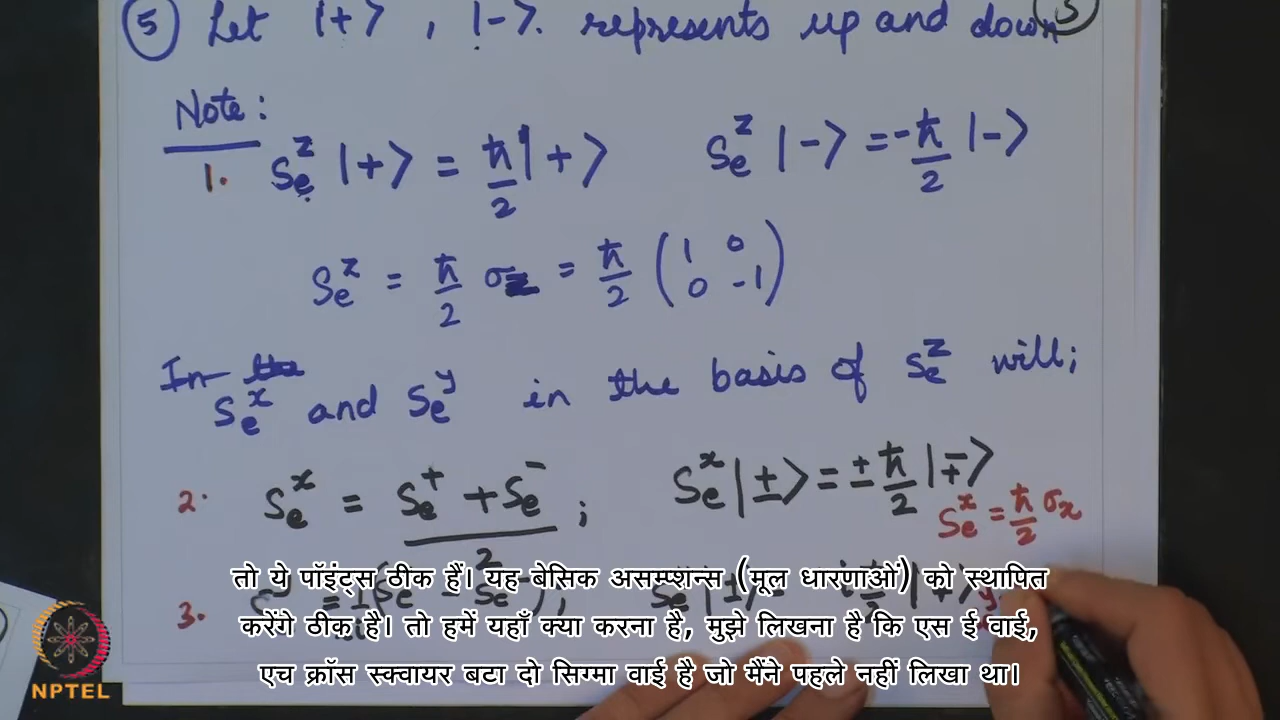 ⑤ Let |+> , |-> represents up and down
Note:
1. Sₑᶻ |+> = ħ/2 |+> Sₑᶻ |-> = -ħ/2 |->
Sₑᶻ = ħ/2 σz = ħ/2 (1 0 0 -1)
In
Sₑˣ and Sₑʸ in the basis of Sₑᶻ will;
2. Sₑˣ = (Sₑ⁺ + Sₑ⁻)/2 ; Sₑˣ|±> = ±ħ/2 |∓>
Sₑˣ = ħ/2 σx
3.
तो ये पॉइंट्स ठीक हैं। यह बेसिक असम्प्शन्स (मूल धारणाओं) को स्थापित
करेंगे ठीक है। तो हमें यहाँ क्या करना है, मुझे लिखना है कि एस ई वाई,
एच क्रॉस स्क्वायर बटा दो सिग्मा वाई है जो मैंने पहले नहीं लिखा था।
NPTEL